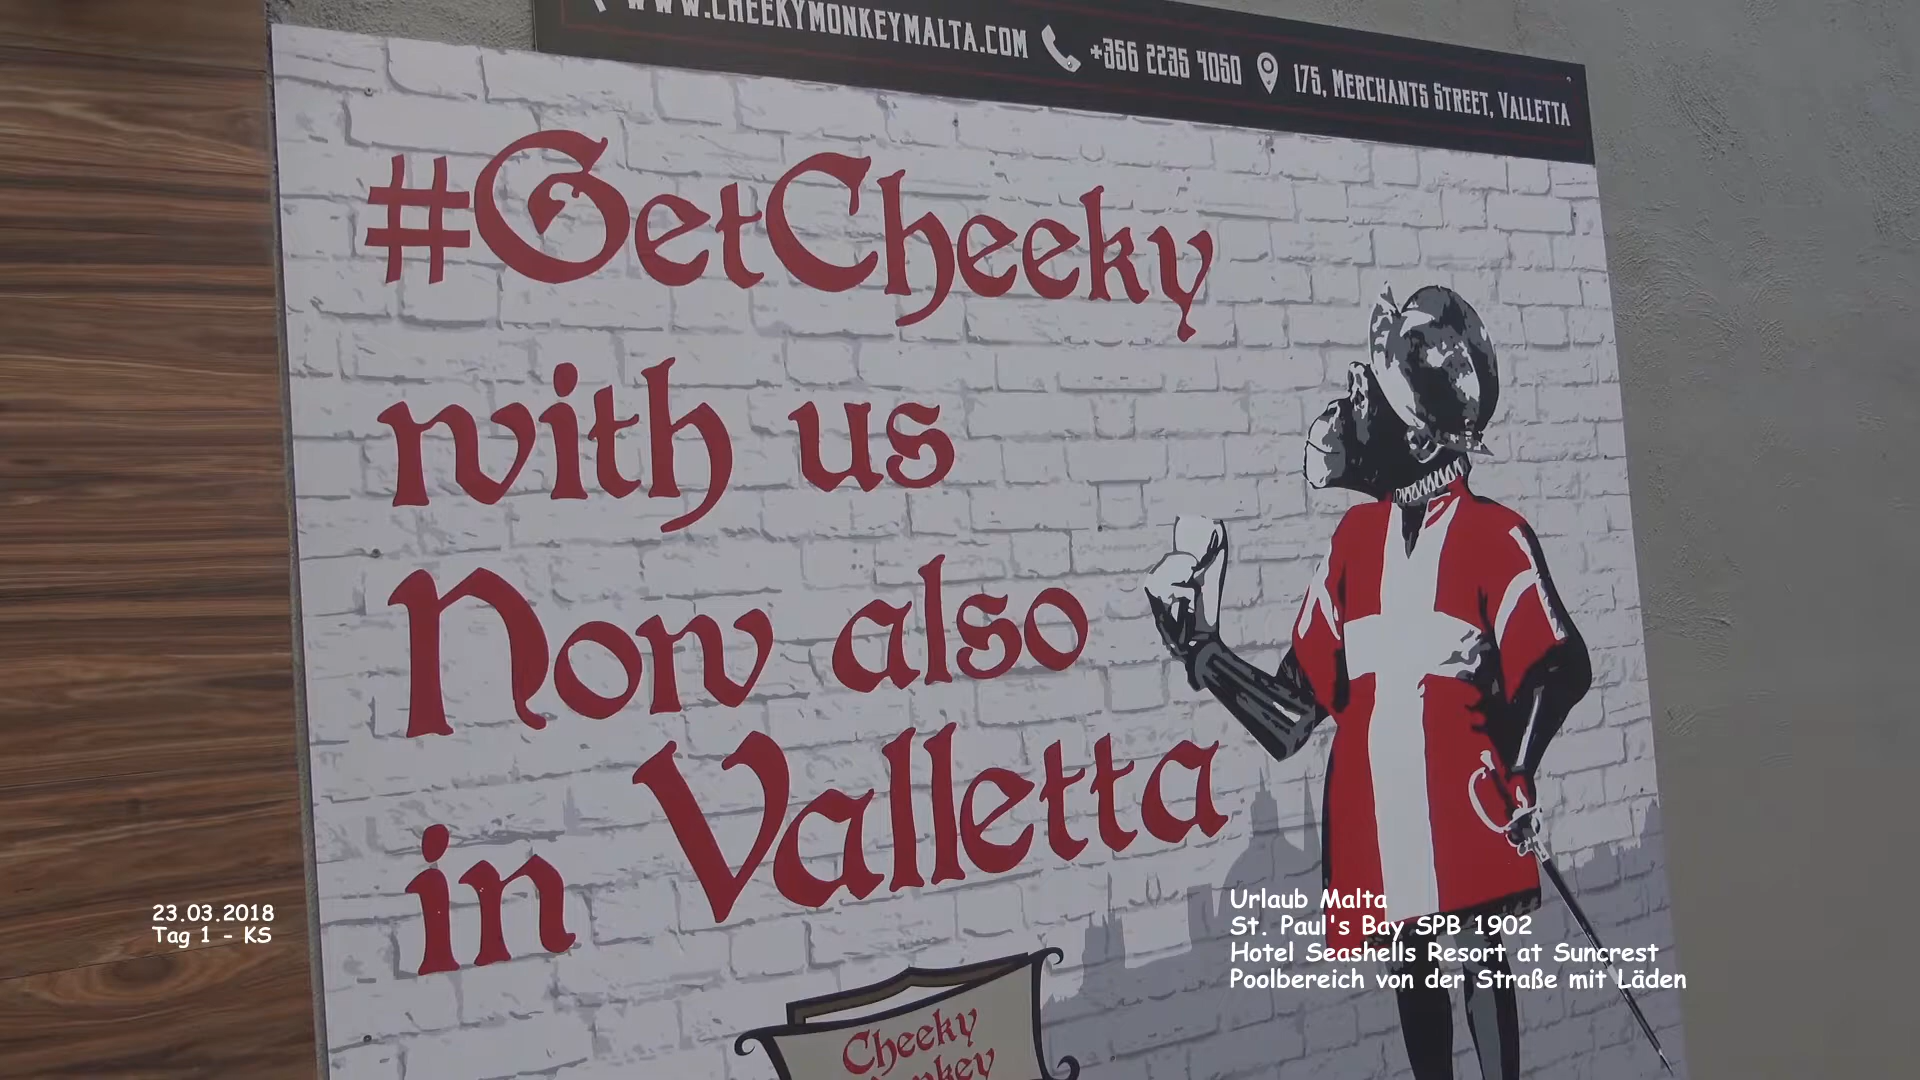 WWW.CHEEKYMONKEYMALTA.COM +356 2235 4050 175, MERCHANTS STREET, VALLETTA
#GetCheeky
with us
Now also
in Valletta
Cheeky
23.03.2018
Tag 1 - KS
Urlaub Malta
St. Paul's Bay SPB 1902
Hotel Seashells Resort at Suncrest
Poolbereich von der Straße mit Läden